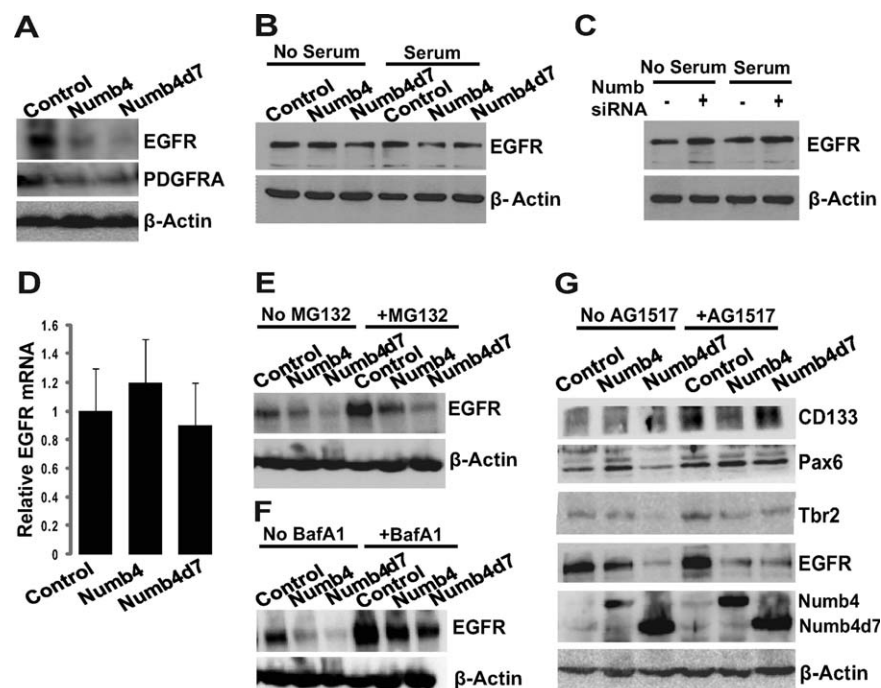 A
Control
Numb4
Numb4d7
EGFR
PDGFRA
β-Actin
B
No Serum Serum
Control
Numb4
Numb4d7
Control
Numb4
Numb4d7
EGFR
β- Actin
C
No Serum Serum
Numb
siRNA - + - +
EGFR
β-Actin
D
Relative EGFR mRNA
1.6
1.4
1.2
1
0.8
0.6
0.4
0.2
0
Control
Numb4
Numb4d7
E
No MG132 +MG132
Control
Numb4
Numb4d7
Control
Numb4
Numb4d7
EGFR
β-Actin
F
No BafA1 +BafA1
Control
Numb4
Numb4d7
Control
Numb4
Numb4d7
EGFR
β-Actin
G
No AG1517 +AG1517
Control
Numb4
Numb4d7
Control
Numb4
Numb4d7
CD133
Pax6
Tbr2
EGFR
Numb4
Numb4d7
β-Actin